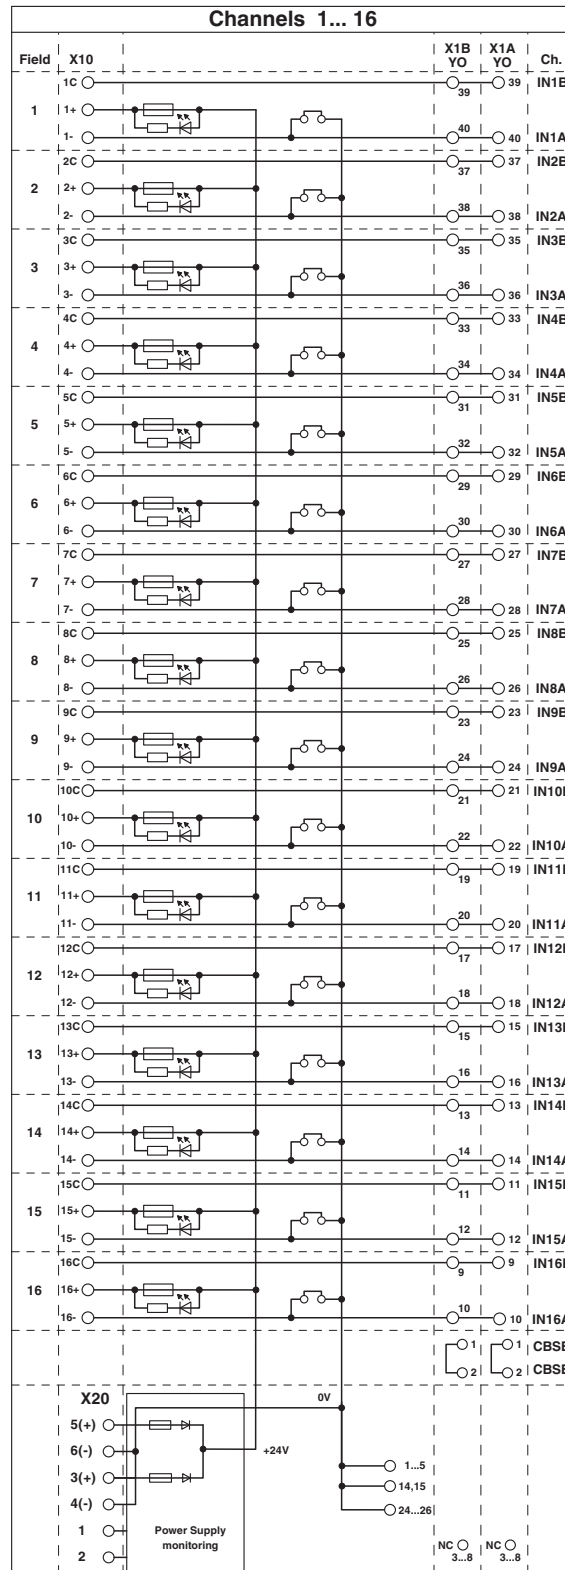 Channels 1... 16
Field X10 X1B YO X1A YO Ch.
1C 39 39 IN1B
1 1+
1- 40 40 IN1A
2C 37 37 IN2B
2 2+
2- 38 38 IN2A
3C 35 35 IN3B
3 3+
3- 36 36 IN3A
4C 33 33 IN4B
4 4+
4- 34 34 IN4A
5C 31 31 IN5B
5 5+
5- 32 32 IN5A
6C 29 29 IN6B
6 6+
6- 30 30 IN6A
7C 27 27 IN7B
7 7+
7- 28 28 IN7A
8C 25 25 IN8B
8 8+
8- 26 26 IN8A
9C 23 23 IN9B
9 9+
9- 24 24 IN9A
10C 21 21 IN10
10 10+
10- 22 22 IN10A
11C 19 19 IN11
11 11+
11- 20 20 IN11A
12C 17 17 IN12
12 12+
12- 18 18 IN12A
13C 15 15 IN13
13 13+
13- 16 16 IN13A
14C 13 13 IN14
14 14+
14- 14 14 IN14A
15C 11 11 IN15
15 15+
15- 12 12 IN15A
16C 9 9 IN16
16 16+
16- 10 10 IN16A
1 1 CBSE
2 2 CBSE
X20 0V
5(+)
6(-) +24V
1...5
3(+)
14,15
4(-)
24...26
1 Power Supply
monitoring
NC NC
2 3...8 3...8